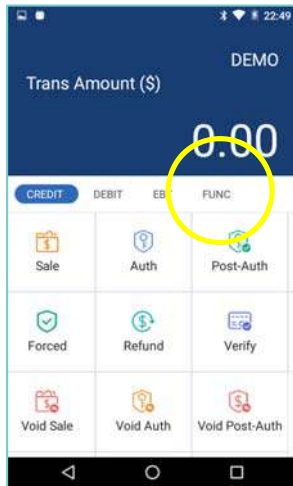 22:49
DEMO
Trans Amount ($)
0.00
CREDIT DEBIT EBT FUNC
Sale Auth Post-Auth
Forced Refund Verify
Void Sale Void Auth Void Post-Auth